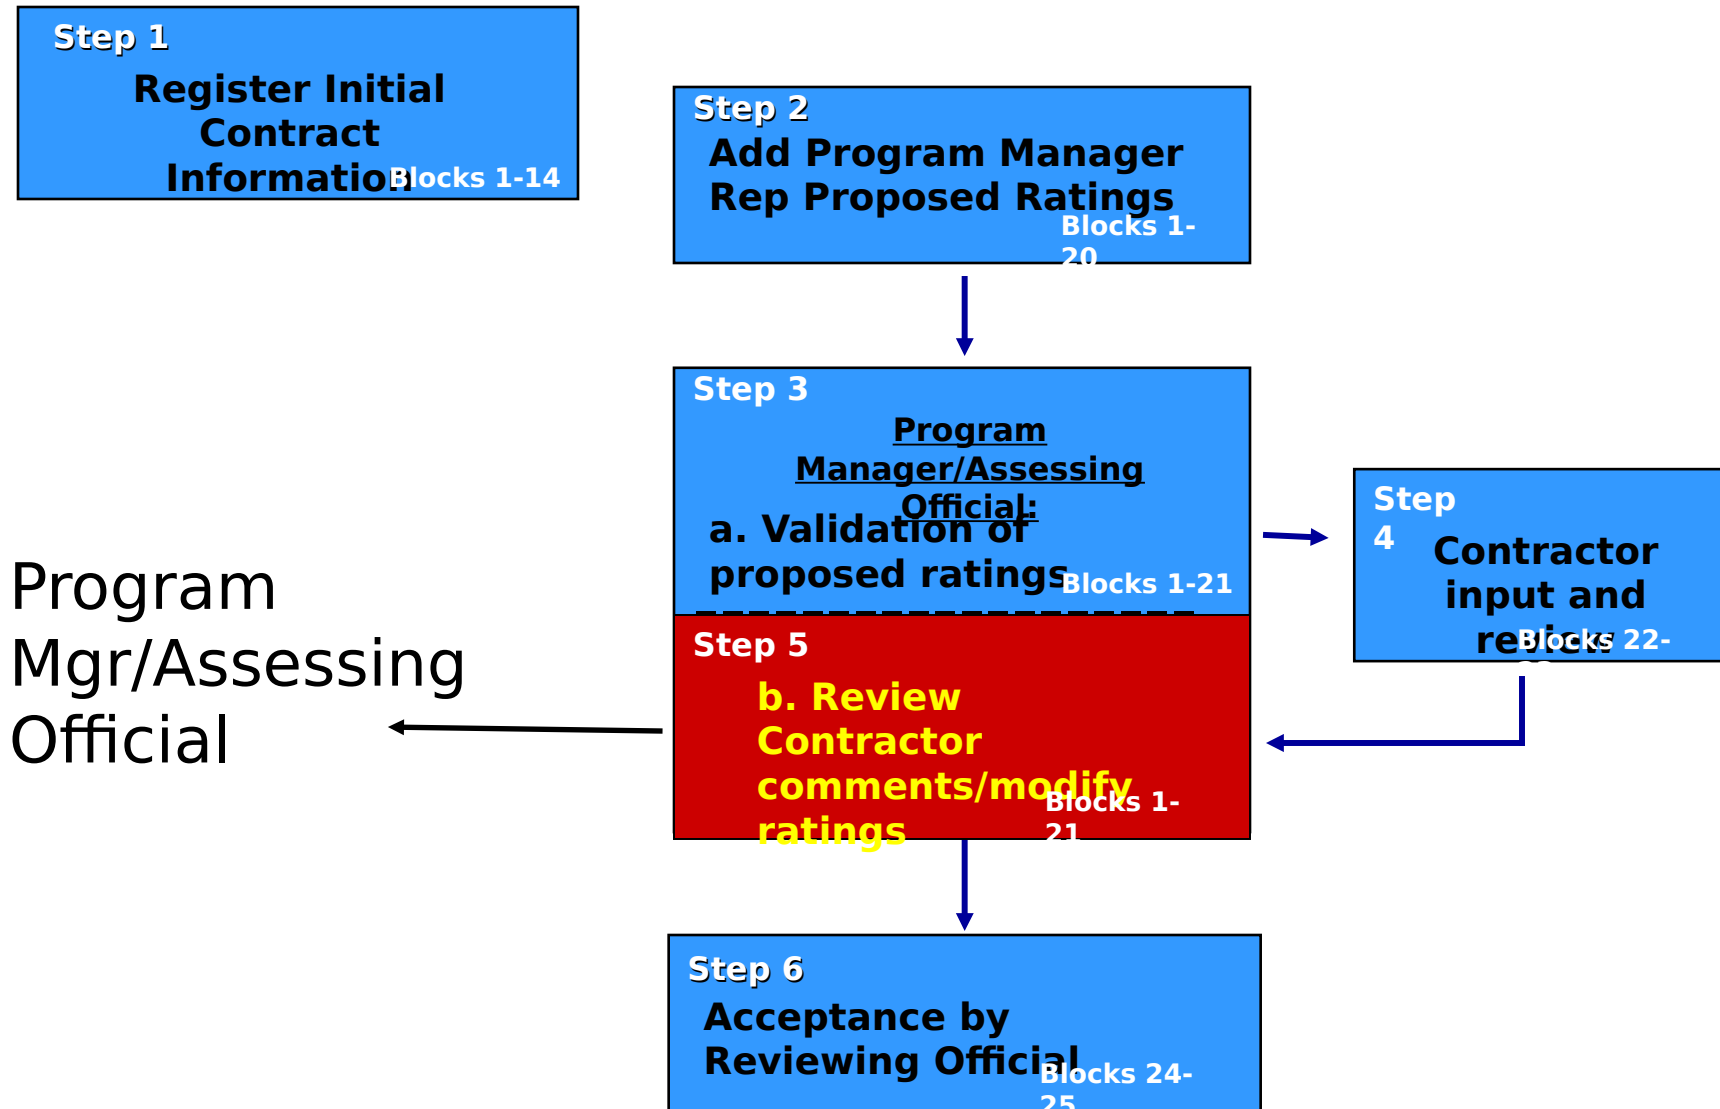 Step 1
Register Initial
Contract
Information
Blocks 1-14
Step 2
Add Program Manager
Rep Proposed Ratings
Blocks 1-
20
Step 3
Program
Manager/Assessing
Official:
a. Validation of
proposed ratings
Blocks 1-21
Step
4
Contractor
input and
review
Blocks 22-
Program
Mgr/Assessing
Official
Step 5
b. Review
Contractor
comments/modify
ratings
Blocks 1-
21
Step 6
Acceptance by
Reviewing Official
Blocks 24-
25